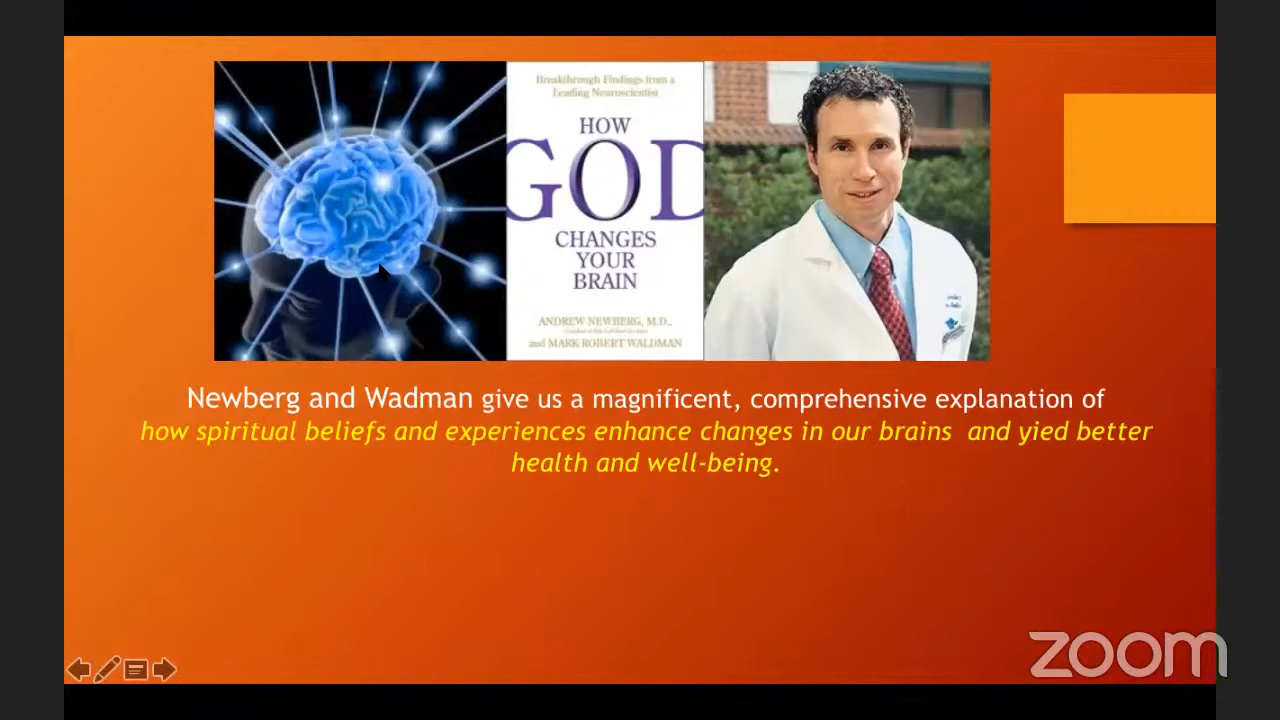 Breakthrough Findings from a
Leading Neuroscientist
HOW
GOD
CHANGES
YOUR
BRAIN
ANDREW NEWBERG, M.D.,
and MARK ROBERT WALDMAN
Newberg and Wadman give us a magnificent, comprehensive explanation of
how spiritual beliefs and experiences enhance changes in our brains and yied better
health and well-being.
zoom